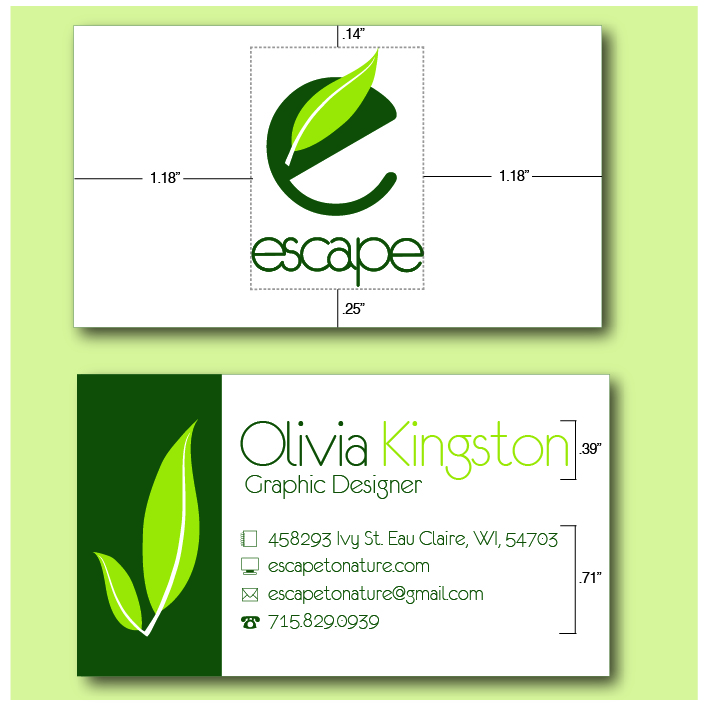 .14”
1.18”
1.18”
escape
.25”
Olivia Kingston
.39”
Graphic Designer
458293 Ivy St. Eau Claire, WI, 54703
escapetonature.com
.71”
escapetonature@gmail.com
715.829.0939